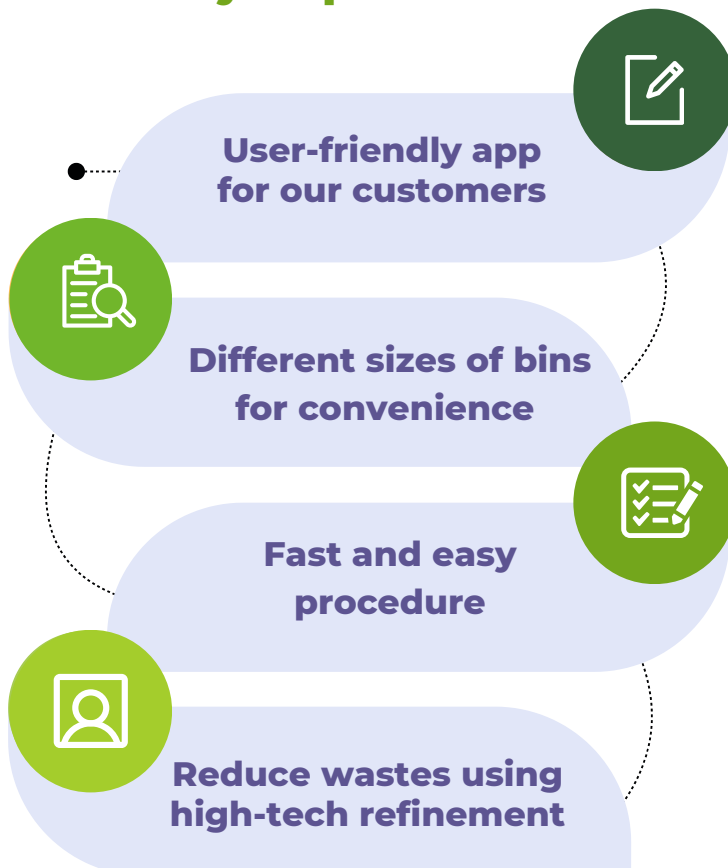 User-friendly app
for our customers
Different sizes of bins
for convenience
Fast and easy
procedure
Reduce wastes using
high-tech refinement